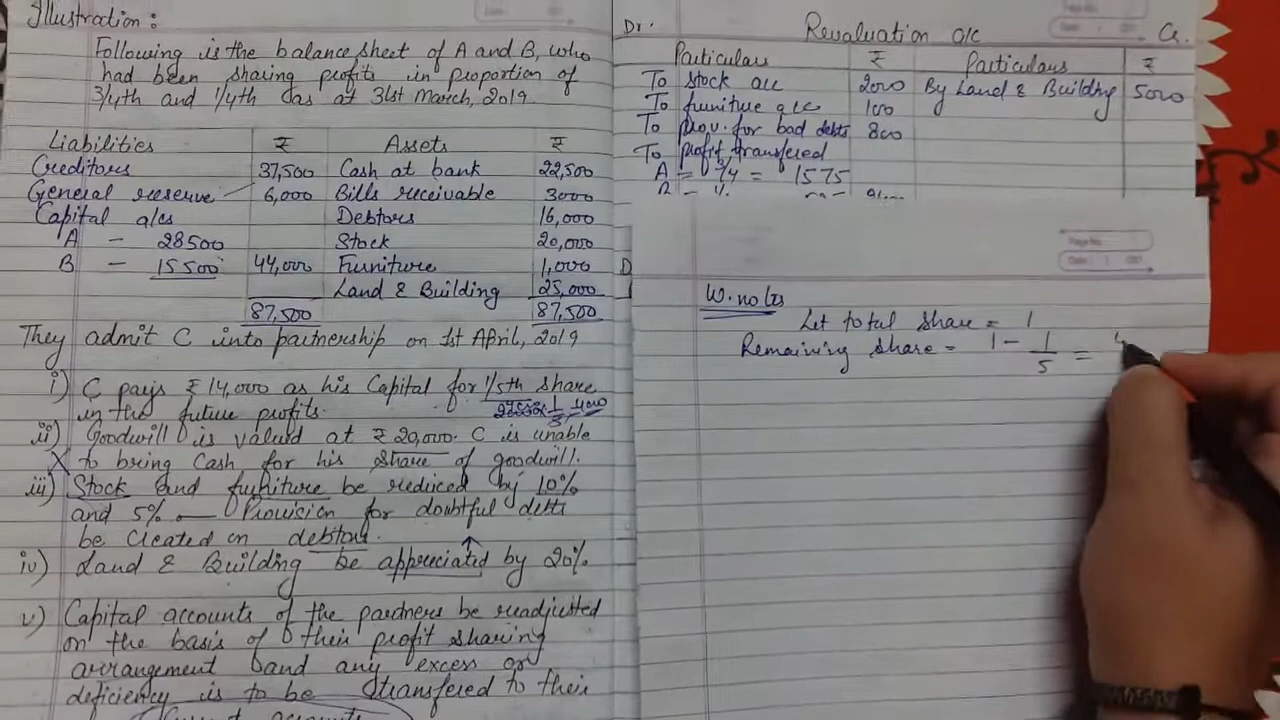 Illustration:
Following is the balance sheet of A and B, who
had been sharing profits in proportion of
3/4th and 1/4th as at 31st March, 2019.
Liabilities ₹ Assets ₹
Creditors 37,500 Cash at bank 22,500
General reserve 6,000 Bills receivable 3000
Capital a/cs Debtors 16,000
A - 28500 Stock 20,000
B - 15500 44,000 Furniture 1,000
Land & Building 25,000
87,500 87,500
They admit C into partnership on 1st April, 2019
i) C pays ₹ 14,000 as his Capital for 1/5th share
in the future profits.
ii) Goodwill is valued at ₹ 20,000. C is unable
to bring Cash for his share of goodwill.
iii) Stock and furniture be reduced by 10%
and 5% Provision for doubtful debts
be created on debtors.
iv) Land & Building be appreciated by 20%.
v) Capital accounts of the partners be readjusted
on the basis of their profit sharing
arrangement and any excess or
deficiency is to be transfered to their
Current accounts
Dr. Revaluation a/c Cr.
Particulars ₹ Particulars ₹
To stock a/c 2000 By Land & Building 5000
To furniture a/c 100
To prov. for bad debts 800
To profit transfered
A = 3/4 = 1575
Page No.
Date
W. notes
Let total share = 1
Remaining share = 1 - 1/5 = 4